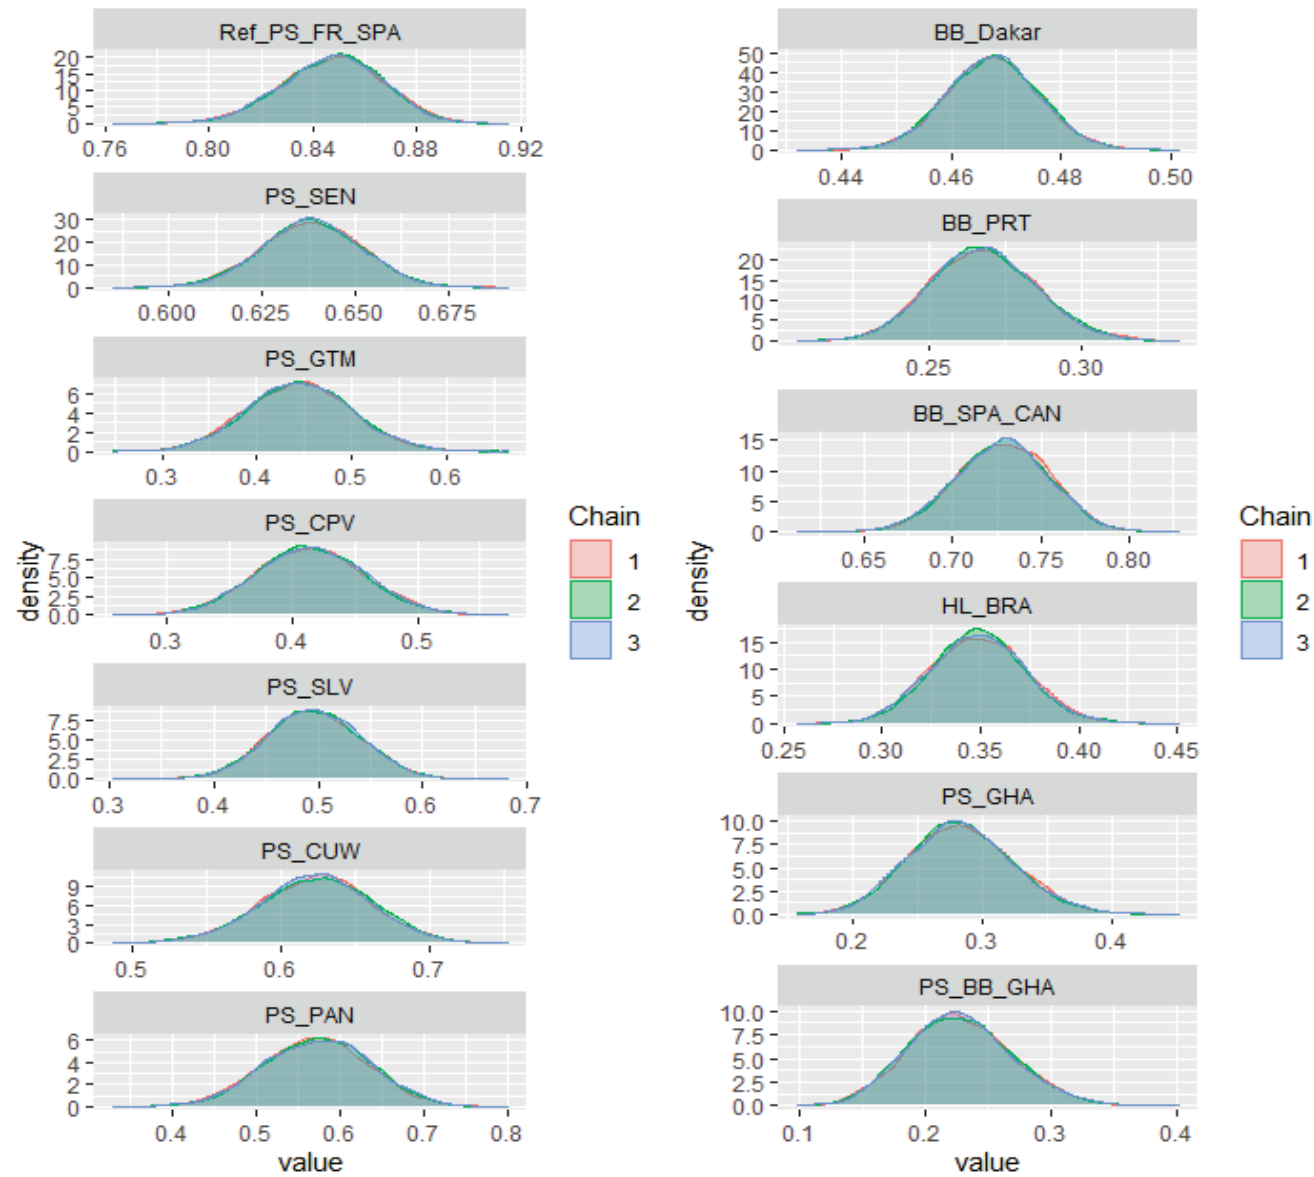 Ref_PS_FR_SPA
20
15
10
5
0
0.76 0.80 0.84 0.88 0.92
PS_SEN
30
20
10
0
0.600 0.625 0.650 0.675
PS_GTM
6
4
2
0
0.3 0.4 0.5 0.6
PS_CPV
7.5
5.0
2.5
0.0
0.3 0.4 0.5
PS_SLV
7.5
5.0
2.5
0.0
0.3 0.4 0.5 0.6 0.7
PS_CUW
9
6
3
0
0.5 0.6 0.7
PS_PAN
6
4
2
0
0.4 0.5 0.6 0.7 0.8
value
density
Chain
1
2
3
BB_Dakar
50
40
30
20
10
0
0.44 0.46 0.48 0.50
BB_PRT
20
15
10
5
0
0.25 0.30
BB_SPA_CAN
15
10
5
0
0.65 0.70 0.75 0.80
HL_BRA
15
10
5
0
0.25 0.30 0.35 0.40 0.45
PS_GHA
10.0
7.5
5.0
2.5
0.0
0.2 0.3 0.4
PS_BB_GHA
10.0
7.5
5.0
2.5
0.0
0.1 0.2 0.3 0.4
value
density
Chain
1
2
3